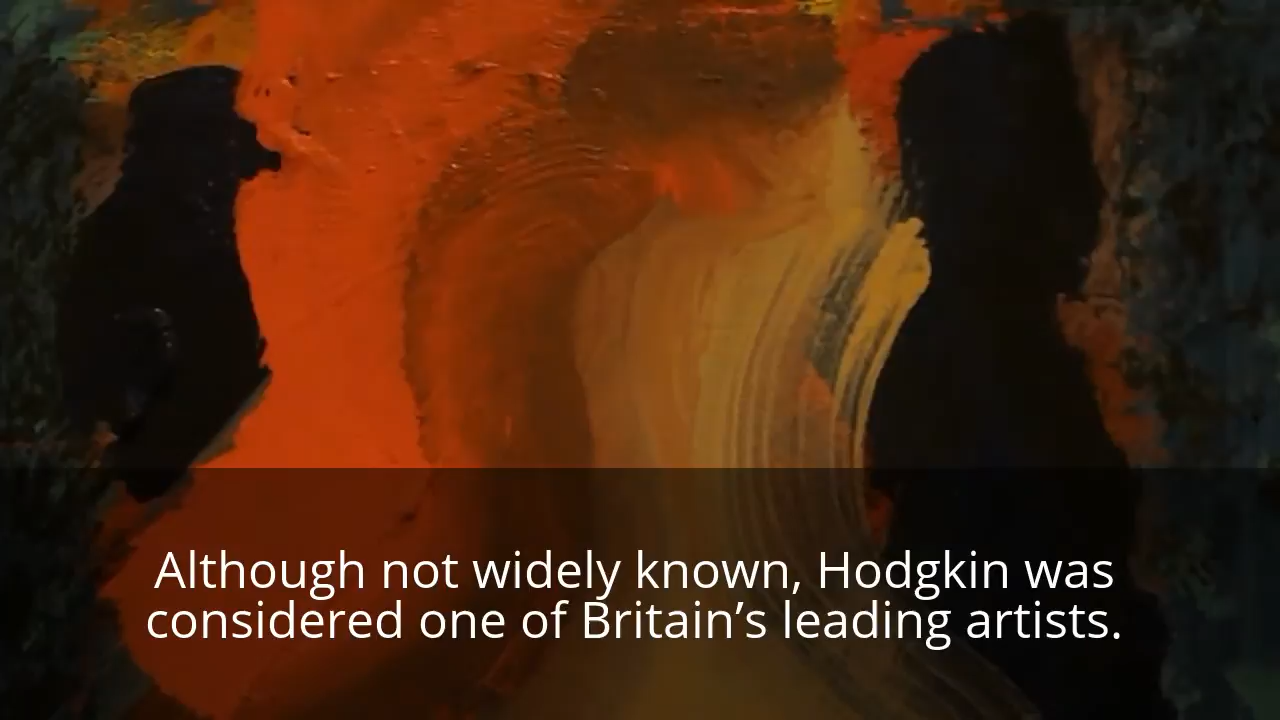 Although not widely known, Hodgkin was
considered one of Britain’s leading artists.